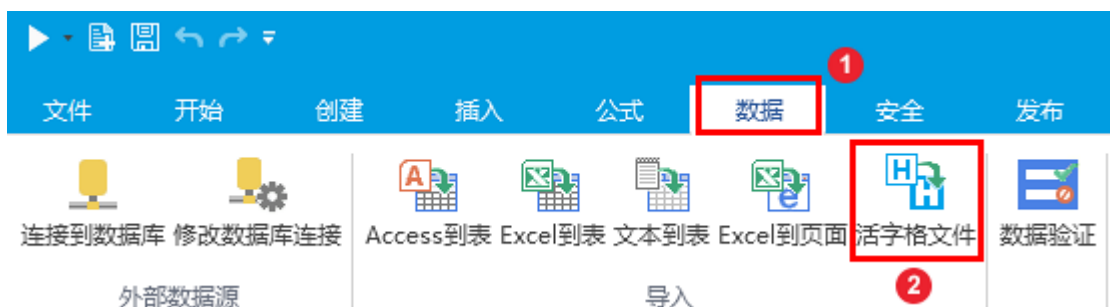 1
文件 开始 创建 插入 公式 数据 安全 发布
连接到数据库 修改数据库连接 Access到表 Excel到表 文本到表 Excel到页面 活字格文件 数据验证
外部数据源 导入 2